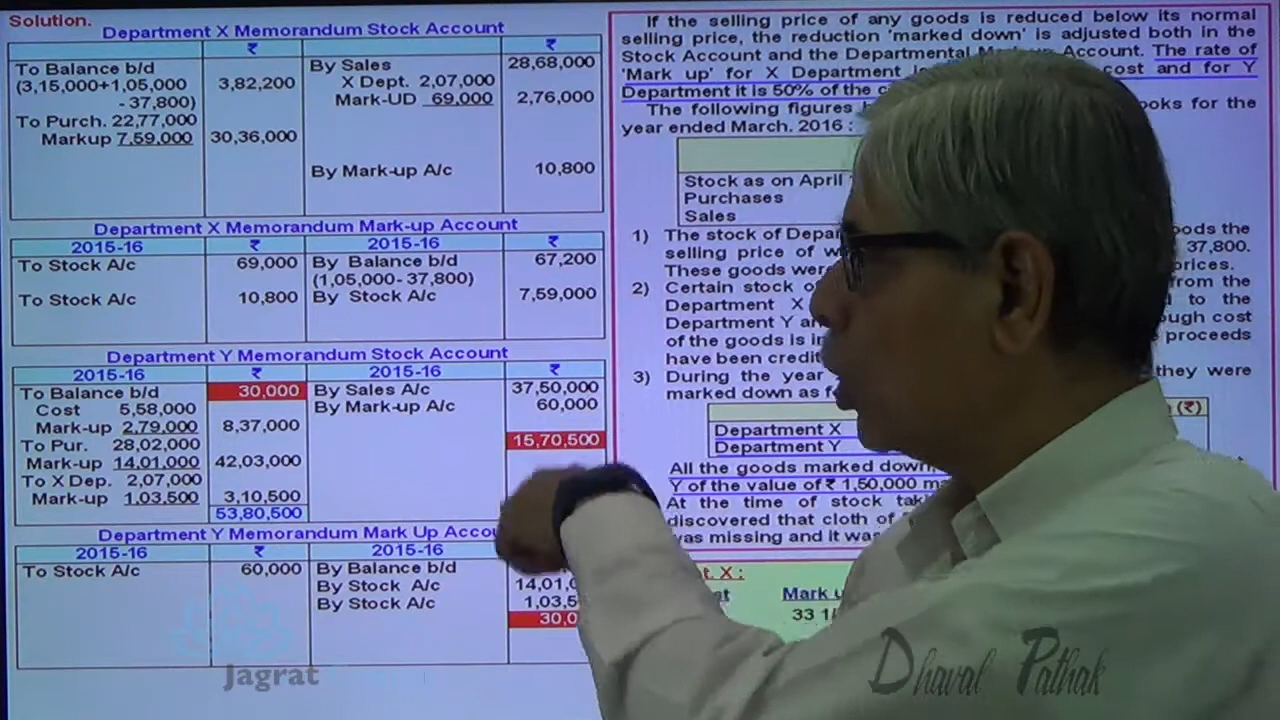 Solution.
Department X Memorandum Stock Account
₹ ₹
To Balance b/d
(3,15,000+1,05,000
- 37,800) 3,82,200
To Purch. 22,77,000
Markup 7,59,000 30,36,000
By Sales 28,68,000
X Dept. 2,07,000
Mark-UD 69,000 2,76,000
By Mark-up A/c 10,800
Department X Memorandum Mark-up Account
2015-16 ₹ 2015-16 ₹
To Stock A/c 69,000 By Balance b/d 67,200
(1,05,000-37,800)
To Stock A/c 10,800 By Stock A/c 7,59,000
Department Y Memorandum Stock Account
2015-16 2015-16 ₹
To Balance b/d 30,000 By Sales A/c 37,50,000
Cost 5,58,000 By Mark-up A/c 60,000
Mark-up 2,79,000 8,37,000
15,70,500
To Pur. 28,02,000
Mark-up 14,01,000 42,03,000
To X Dep. 2,07,000
Mark-up 1,03,500 3,10,500
53,80,500
Department Y Memorandum Mark Up
2015-16 ₹ 2015-16
To Stock A/c 60,000 By Balance b/d
By Stock A/c
By Stock A/c
If the selling price of any goods is reduced below its normal
selling price, the reduction 'marked down' is adjusted both in
Stock Account and the Departmental Account. The rate of
'Mark up' for X Department cost and for Y
Department it is 50% of the
The following figures ooks for the
year ended March. 2016 :
Stock as on April
Purchases
Sales
1) The stock of the
selling price of 37,800.
These goods
2) Certain stock from the
Department X to the
Department Y cost
of the goods is proceeds
have been
3) During the year they were
marked down as
(₹)
Department X
Department Y
All the goods marked down,
Y of the value of ₹ 1,50,000
At the time of stock
discovered that cloth of
was missing and it was
X :
Mark
Jagrat
Dhaval Pathak